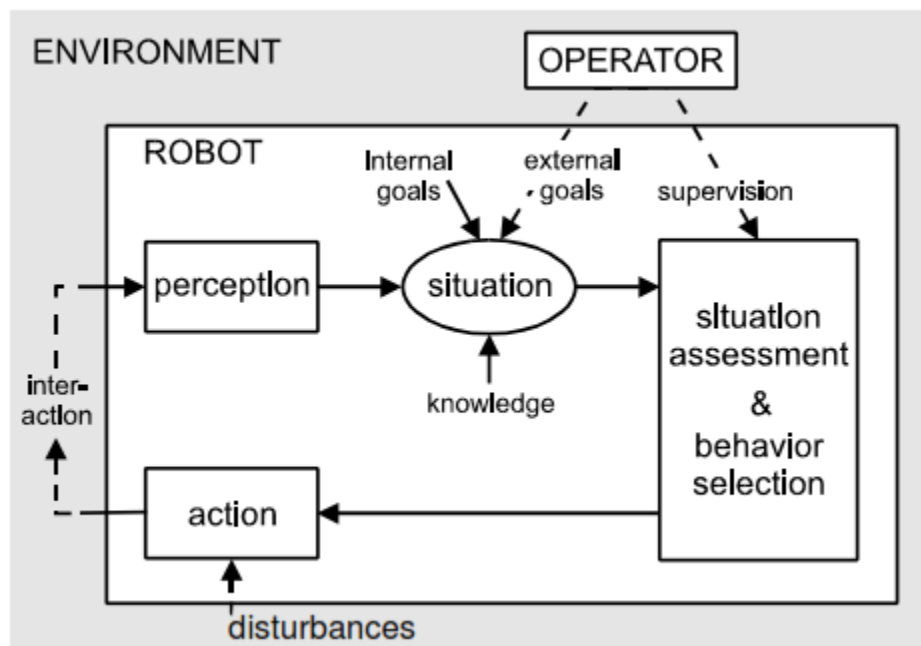 ENVIRONMENT
OPERATOR
ROBOT
Internal
goals
external
goals
supervision
perception
situation
situation
assessment
&
behavior
selection
inter-
action
knowledge
action
disturbances